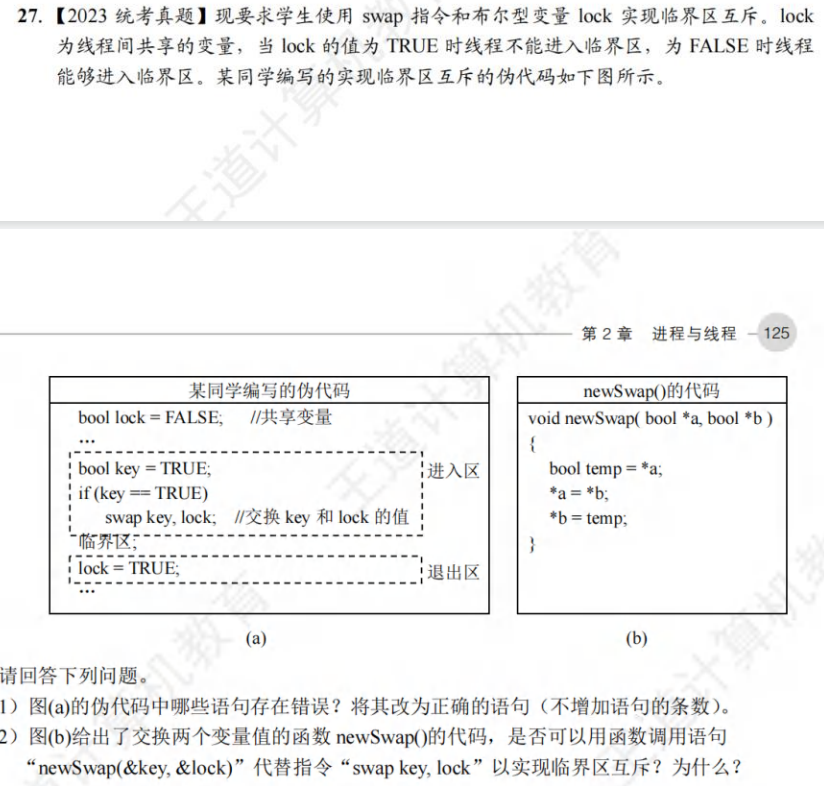 27.【2023 统考真题】现要求学生使用 swap 指令和布尔型变量 lock 实现临界区互斥。lock
为线程间共享的变量，当 lock 的值为 TRUE 时线程不能进入临界区，为 FALSE 时线程
能够进入临界区。某同学编写的实现临界区互斥的伪代码如下图所示。
王道计算机教育
第 2 章 进程与线程 125
某同学编写的伪代码
bool lock = FALSE; //共享变量
…
bool key = TRUE;
if (key == TRUE)
swap key, lock; //交换 key 和 lock 的值
进入区
临界区;
lock = TRUE;
退出区
…
(a)
newSwap()的代码
void newSwap( bool *a, bool *b )
{
bool temp = *a;
*a = *b;
*b = temp;
}
(b)
请回答下列问题。
1）图(a)的伪代码中哪些语句存在错误？将其改为正确的语句（不增加语句的条数）。
2）图(b)给出了交换两个变量值的函数 newSwap()的代码，是否可以用函数调用语句
“newSwap(&key, &lock)”代替指令“swap key, lock”以实现临界区互斥？为什么？